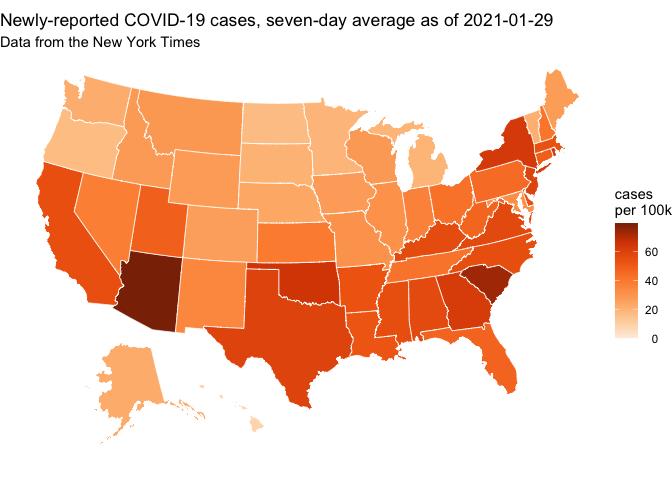 Newly-reported COVID-19 cases, seven-day average as of 2021-01-29
Data from the New York Times
cases
per 100k
60
40
20
0